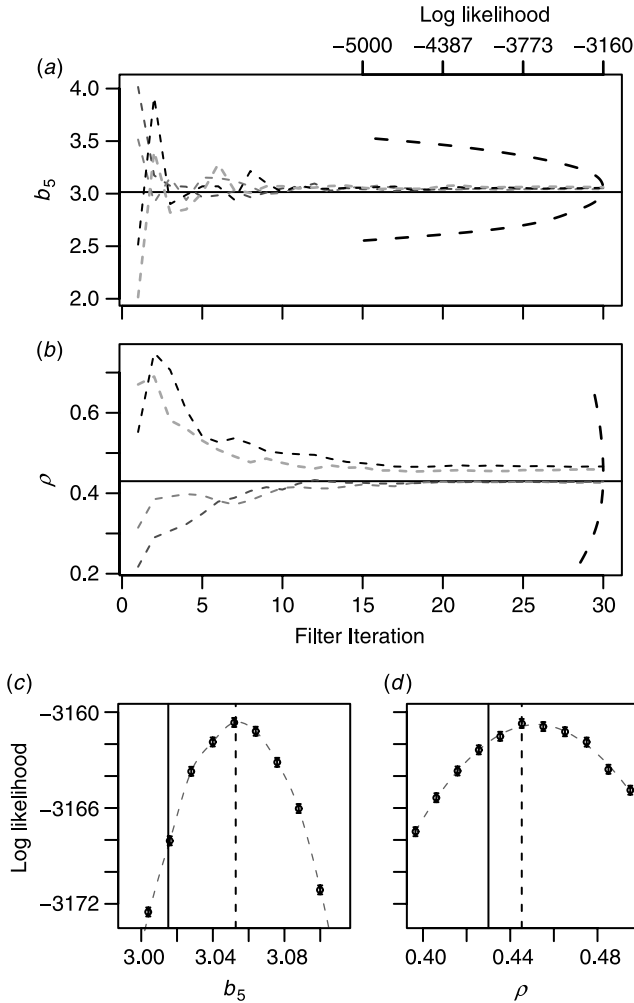 Log likelihood
−5000 −4387 −3773 −3160
(a)
4.0
3.5
3.0
2.5
2.0
b5
(b)
0.6
0.4
0.2
ρ
0 5 10 15 20 25 30
Filter Iteration
(c)
−3160
−3166
−3172
Log likelihood
3.00 3.04 3.08
b5
(d)
0.40 0.44 0.48
ρ